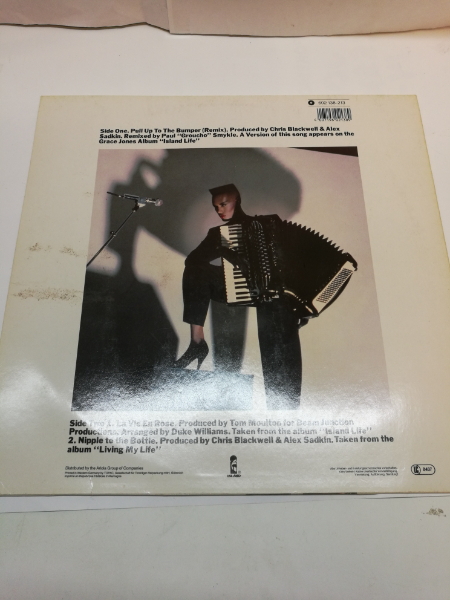 602 138-213
Side One. Pull Up To The Bumper (Remix). Produced by Chris Blackwell & Alex
Sadkin. Remixed by Paul "Groucho" Smykle. A Version of this song appears on the
Grace Jones Album "Island Life"
Side Two 1. La Vie En Rose. Produced by Tom Moulton for Beam Junction
Productions. Arranged by Duke Williams. Taken from the album "Island Life"
2. Nipple to the Bottle. Produced by Chris Blackwell & Alex Sadkin. Taken from the
album "Living My Life"
Distributed by the Ariola Group of Companies